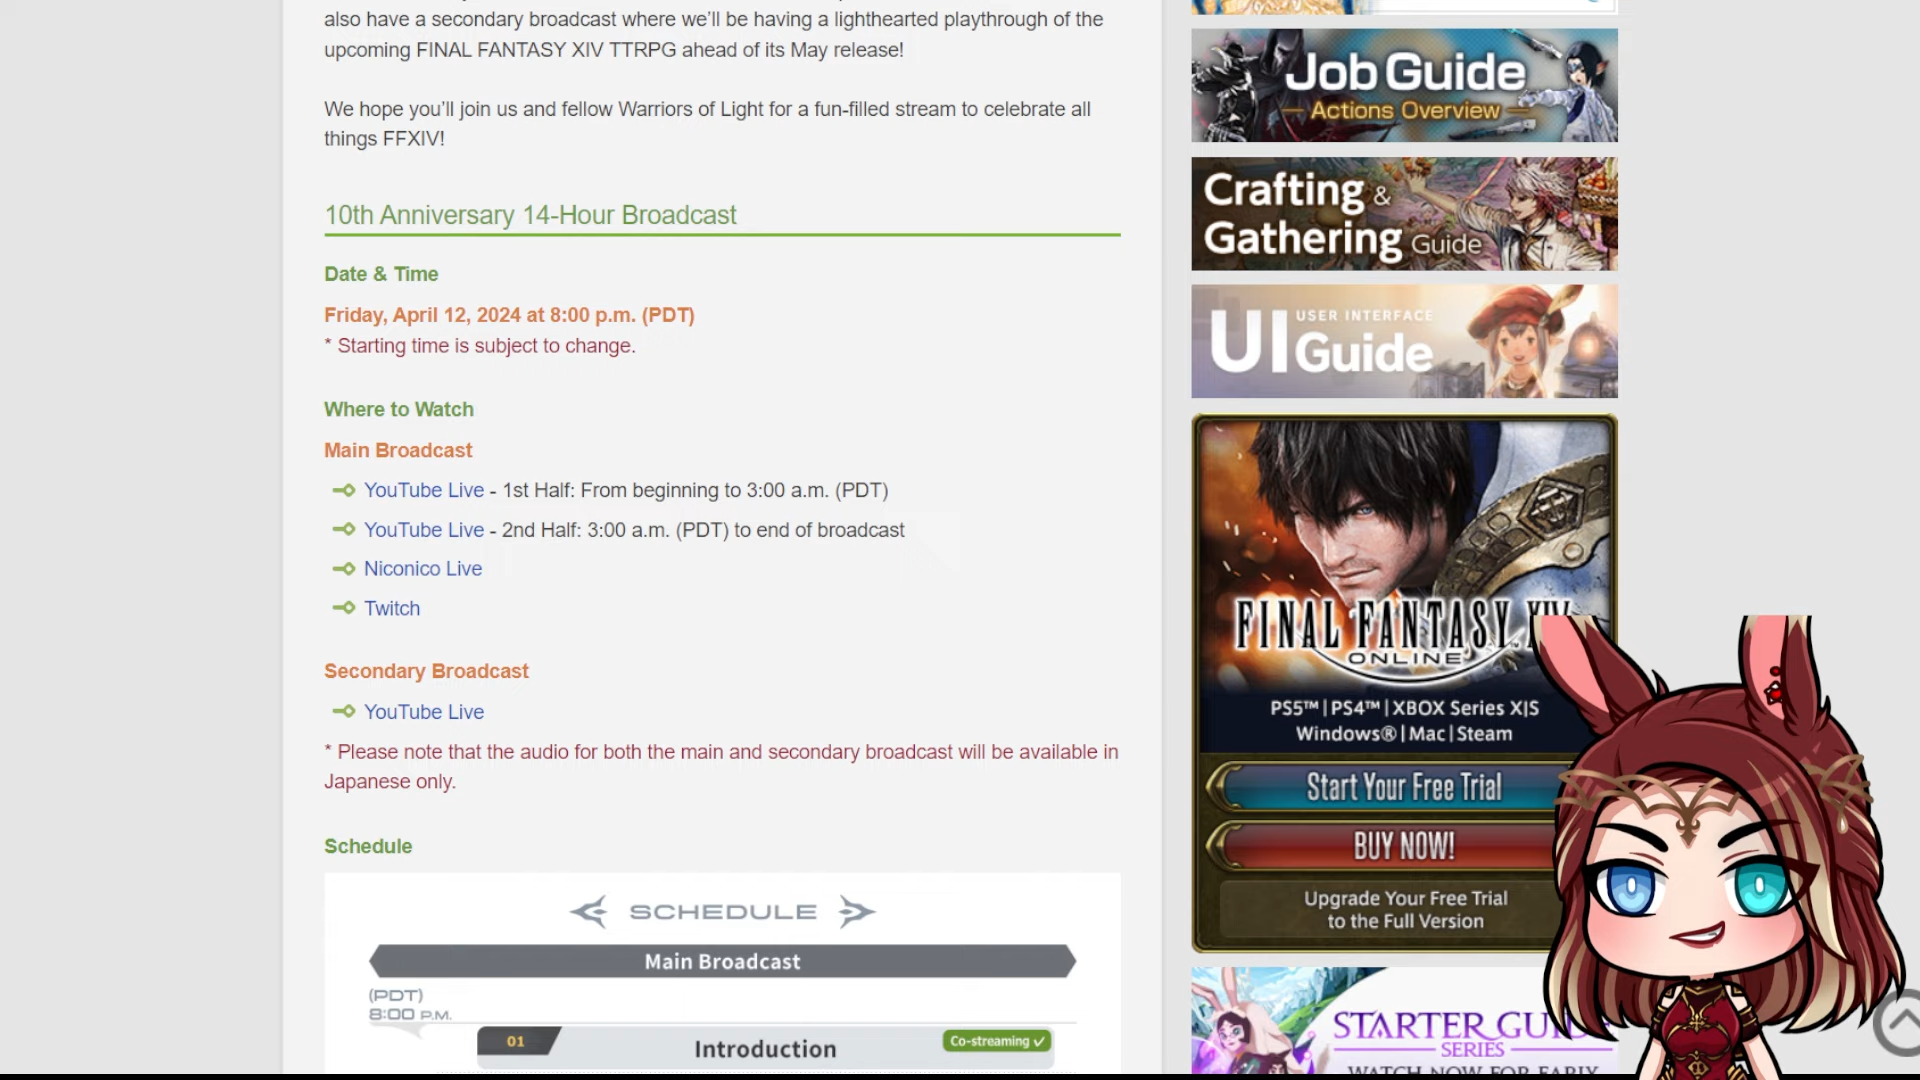 also have a secondary broadcast where we'll be having a lighthearted playthrough of the
upcoming FINAL FANTASY XIV TTRPG ahead of its May release!
We hope you'll join us and fellow Warriors of Light for a fun-filled stream to celebrate all
things FFXIV!
10th Anniversary 14-Hour Broadcast
Date & Time
Friday, April 12, 2024 at 8:00 p.m. (PDT)
* Starting time is subject to change.
Where to Watch
Main Broadcast
YouTube Live - 1st Half: From beginning to 3:00 a.m. (PDT)
YouTube Live - 2nd Half: 3:00 a.m. (PDT) to end of broadcast
Niconico Live
Twitch
Secondary Broadcast
YouTube Live
* Please note that the audio for both the main and secondary broadcast will be available in
Japanese only.
Schedule
SCHEDULE
Main Broadcast
(PDT)
8:00 P.M.
01
Introduction
Co-streaming ✓
Job Guide
Actions Overview
Crafting &
Gathering Guide
USER INTERFACE
UI Guide
FINAL FANTASY XIV
ONLINE
PS5™ | PS4™ | XBOX Series X|S
Windows® | Mac | Steam
Start Your Free Trial
BUY NOW!
Upgrade Your Free Trial
to the Full Version
STARTER GUIDE
SERIES
WATCH NOW FOR EARLY